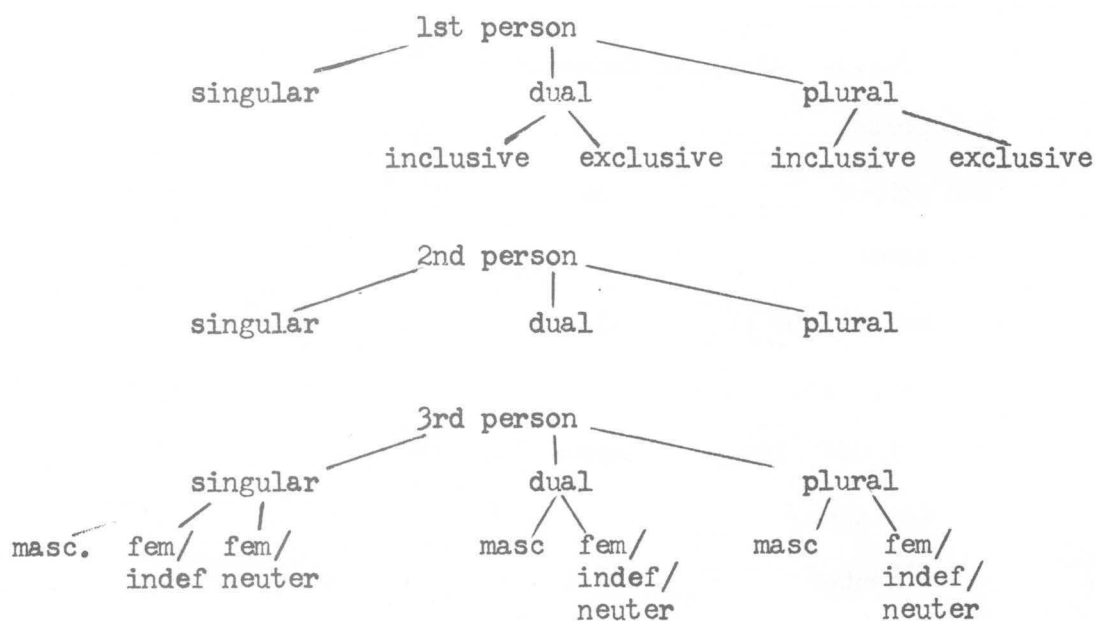 1st person
singular dual plural
inclusive exclusive inclusive exclusive
2nd person
singular dual plural
3rd person
singular dual plural
masc. fem/ fem/ masc fem/ masc fem/
indef neuter indef/ indef/
neuter neuter